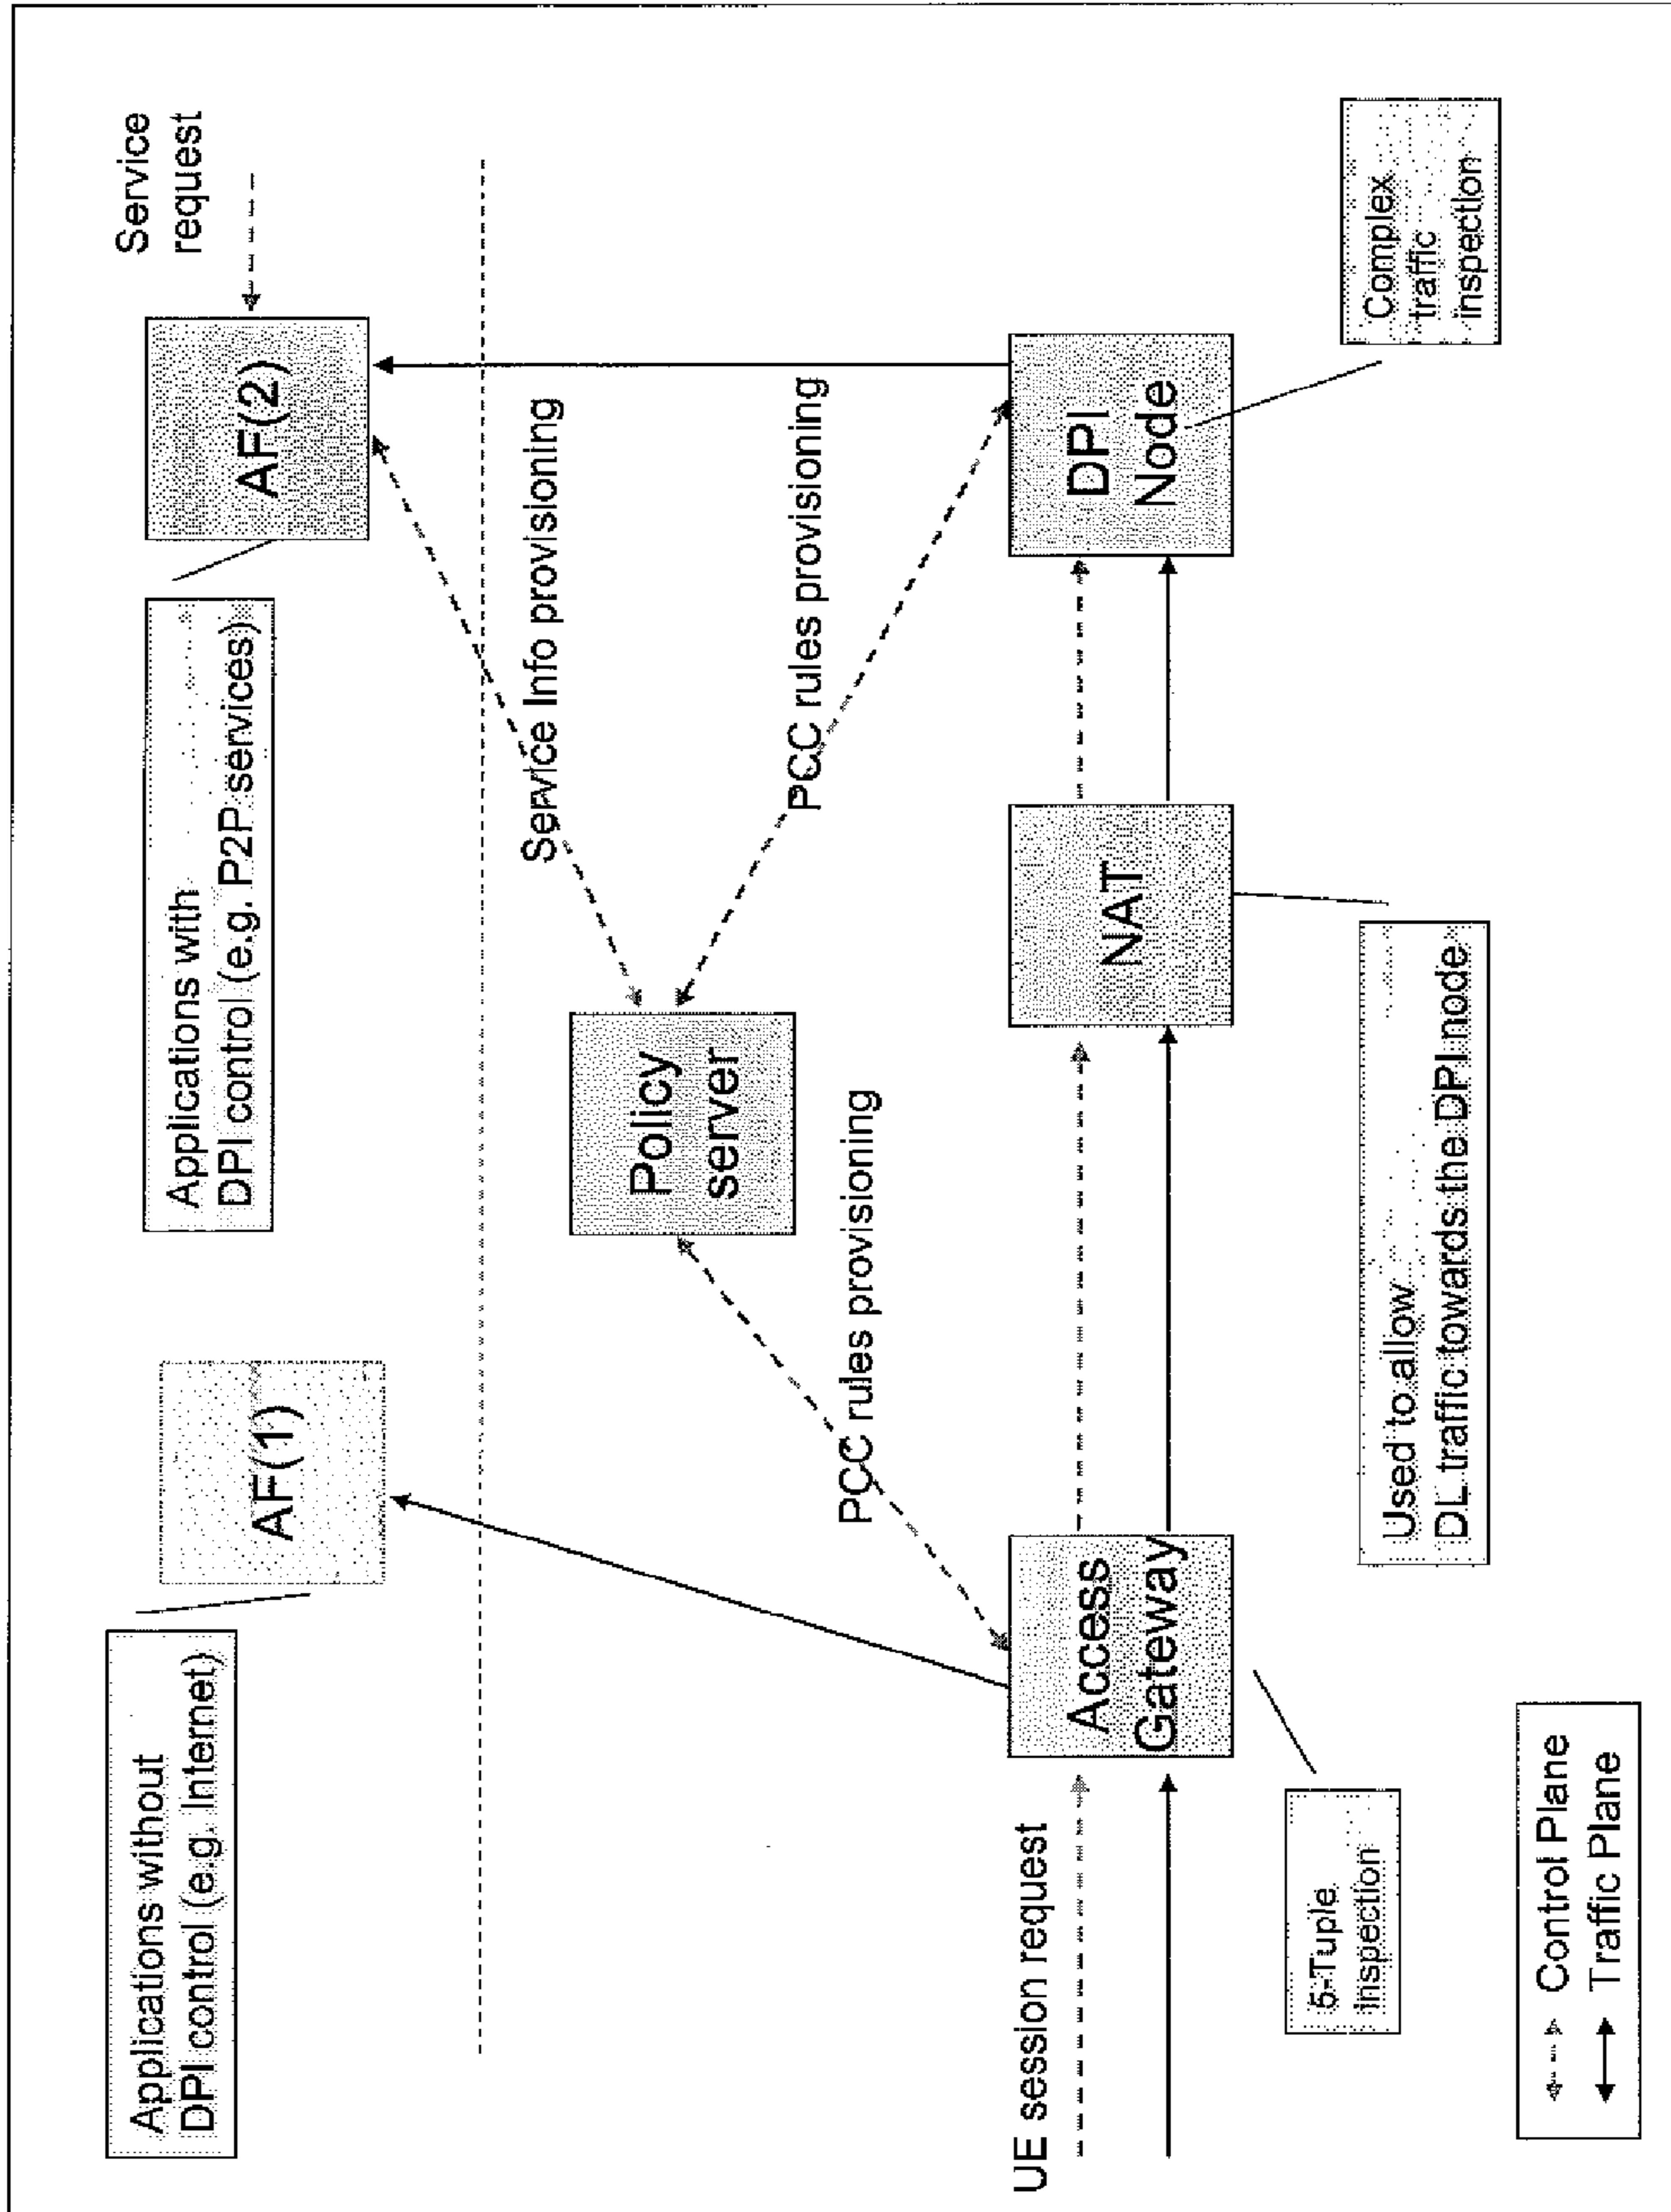 Applications without
DPI control (e.g. Internet)
AF(1)
Applications with
DPI control (e.g. P2P services)
AF(2)
Service
request
Service Info provisioning
Policy
server
PCC rules provisioning
PCC rules provisioning
UE session request
Access
Gateway
NAT
DPI
Node
5-Tuple
inspection
Used to allow
DL traffic towards the DPI node
Complex
traffic
inspection
Control Plane
Traffic Plane